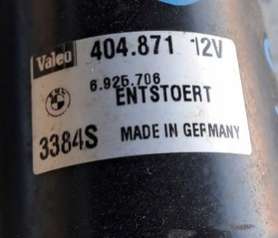 Valeo 404.871 12V
6.925.706
ENTSTOERT
3384S MADE IN GERMANY